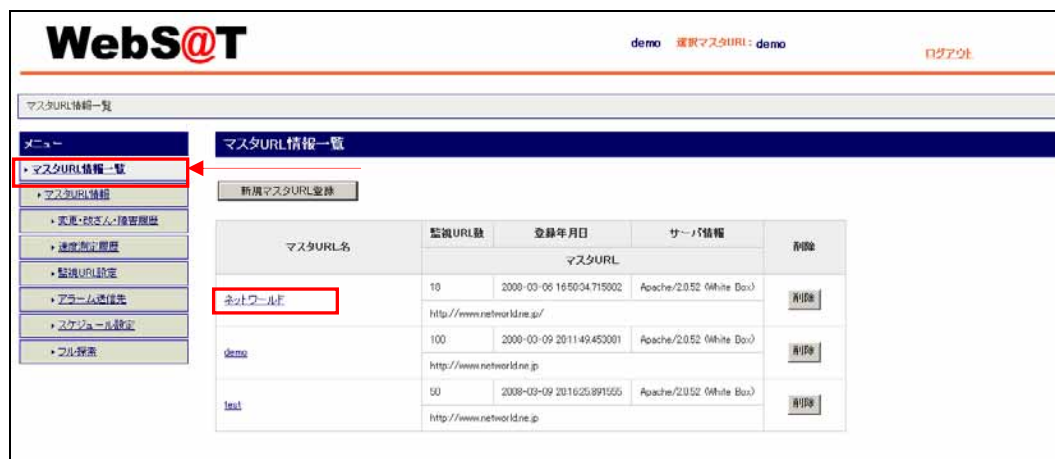 WebS@T
demo 選択マスタURL: demo
ログアウト
マスタURL情報一覧
メニュー
マスタURL情報一覧
マスタURL情報一覧
マスタURL情報
変更・改ざん・障害履歴
速度測定履歴
監視URL設定
アラーム送信先
スケジュール設定
フル探索
新規マスタURL登録
マスタURL名 監視URL数 登録年月日 サーバ情報 削除
マスタURL
ネットワールド 18 2008-03-06 16:50:34.715802 Apache/2.0.52 (White Box) 削除
http://www.networld.ne.jp/
demo 100 2008-03-09 20:11:49.453081 Apache/2.0.52 (White Box) 削除
http://www.networld.ne.jp
test 50 2008-03-09 20:16:25.891555 Apache/2.0.52 (White Box) 削除
http://www.networld.ne.jp